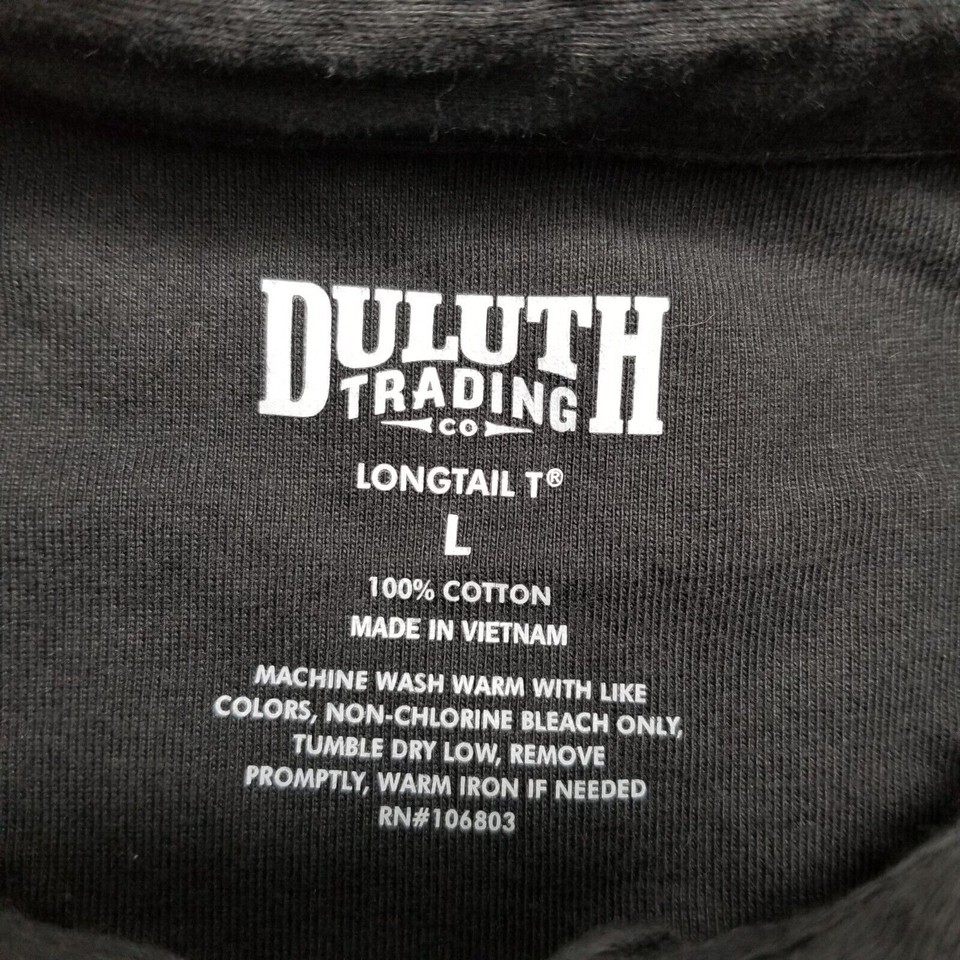 DULUTH
TRADING
CO
LONGTAIL T®
L
100% COTTON
MADE IN VIETNAM
MACHINE WASH WARM WITH LIKE
COLORS, NON-CHLORINE BLEACH ONLY,
TUMBLE DRY LOW, REMOVE
PROMPTLY, WARM IRON IF NEEDED
RN#106803